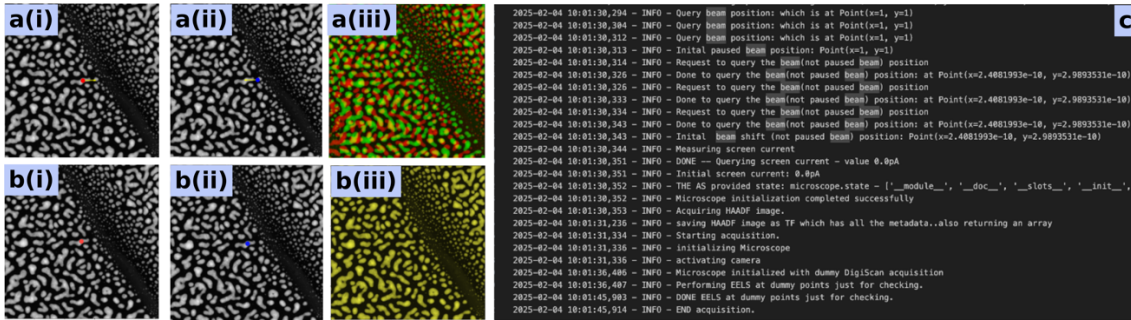 a(i)
a(ii)
a(iii)
b(i)
b(ii)
b(iii)
c
2025-02-04 10:01:30,294 - INFO - Query beam position: which is at Point(x=1, y=1)
2025-02-04 10:01:30,304 - INFO - Query beam position: which is at Point(x=1, y=1)
2025-02-04 10:01:30,312 - INFO - Query beam position: which is at Point(x=1, y=1)
2025-02-04 10:01:30,313 - INFO - Inital paused beam position: Point(x=1, y=1)
2025-02-04 10:01:30,314 - INFO - Request to query the beam(not paused beam) position
2025-02-04 10:01:30,326 - INFO - Done to query the beam(not paused beam) position: at Point(x=2.4081993e-10, y=2.9893531e-10)
2025-02-04 10:01:30,326 - INFO - Request to query the beam(not paused beam) position
2025-02-04 10:01:30,333 - INFO - Done to query the beam(not paused beam) position: at Point(x=2.4081993e-10, y=2.9893531e-10)
2025-02-04 10:01:30,334 - INFO - Request to query the beam(not paused beam) position
2025-02-04 10:01:30,343 - INFO - Done to query the beam(not paused beam) position: at Point(x=2.4081993e-10, y=2.9893531e-10)
2025-02-04 10:01:30,343 - INFO - Inital beam shift (not paused beam) position: Point(x=2.4081993e-10, y=2.9893531e-10)
2025-02-04 10:01:30,344 - INFO - Measuring screen current
2025-02-04 10:01:30,351 - INFO - DONE -- Querying screen current - value 0.0pA
2025-02-04 10:01:30,351 - INFO - Initial screen current: 0.0pA
2025-02-04 10:01:30,352 - INFO - THE AS provided state: microscope.state - ['__module__', '__doc__', '__slots__', '__init__',
2025-02-04 10:01:30,352 - INFO - Microscope initialization completed successfully
2025-02-04 10:01:30,353 - INFO - Acquiring HAADF image.
2025-02-04 10:01:31,236 - INFO - saving HAADF image as TF which has all the metadata..also returning an array
2025-02-04 10:01:31,334 - INFO - Starting acquisition.
2025-02-04 10:01:31,336 - INFO - initializing Microscope
2025-02-04 10:01:31,336 - INFO - activating camera
2025-02-04 10:01:36,406 - INFO - Microscope initialized with dummy DigiScan acquisition
2025-02-04 10:01:36,407 - INFO - Performing EELS at dummy points just for checking.
2025-02-04 10:01:45,903 - INFO - DONE EELS at dummy points just for checking.
2025-02-04 10:01:45,914 - INFO - END acquisition.